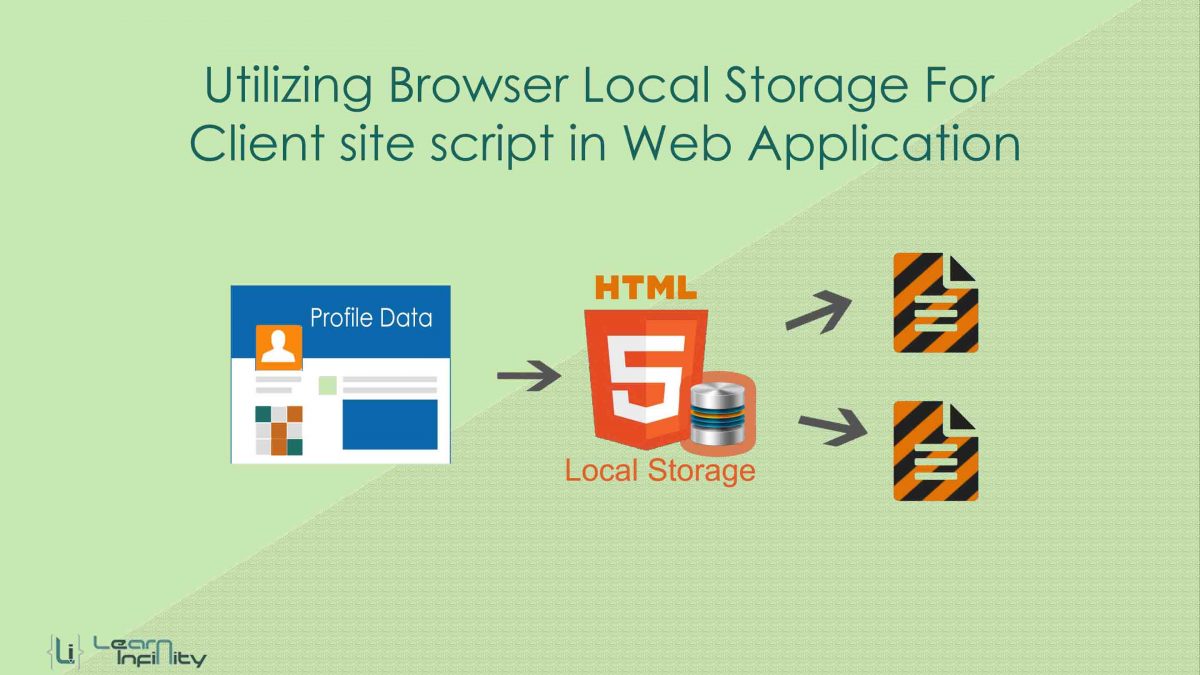 Utilizing Browser Local Storage For
Client site script in Web Application
Profile Data
HTML
5
Local Storage
Li
Learn
Infinity